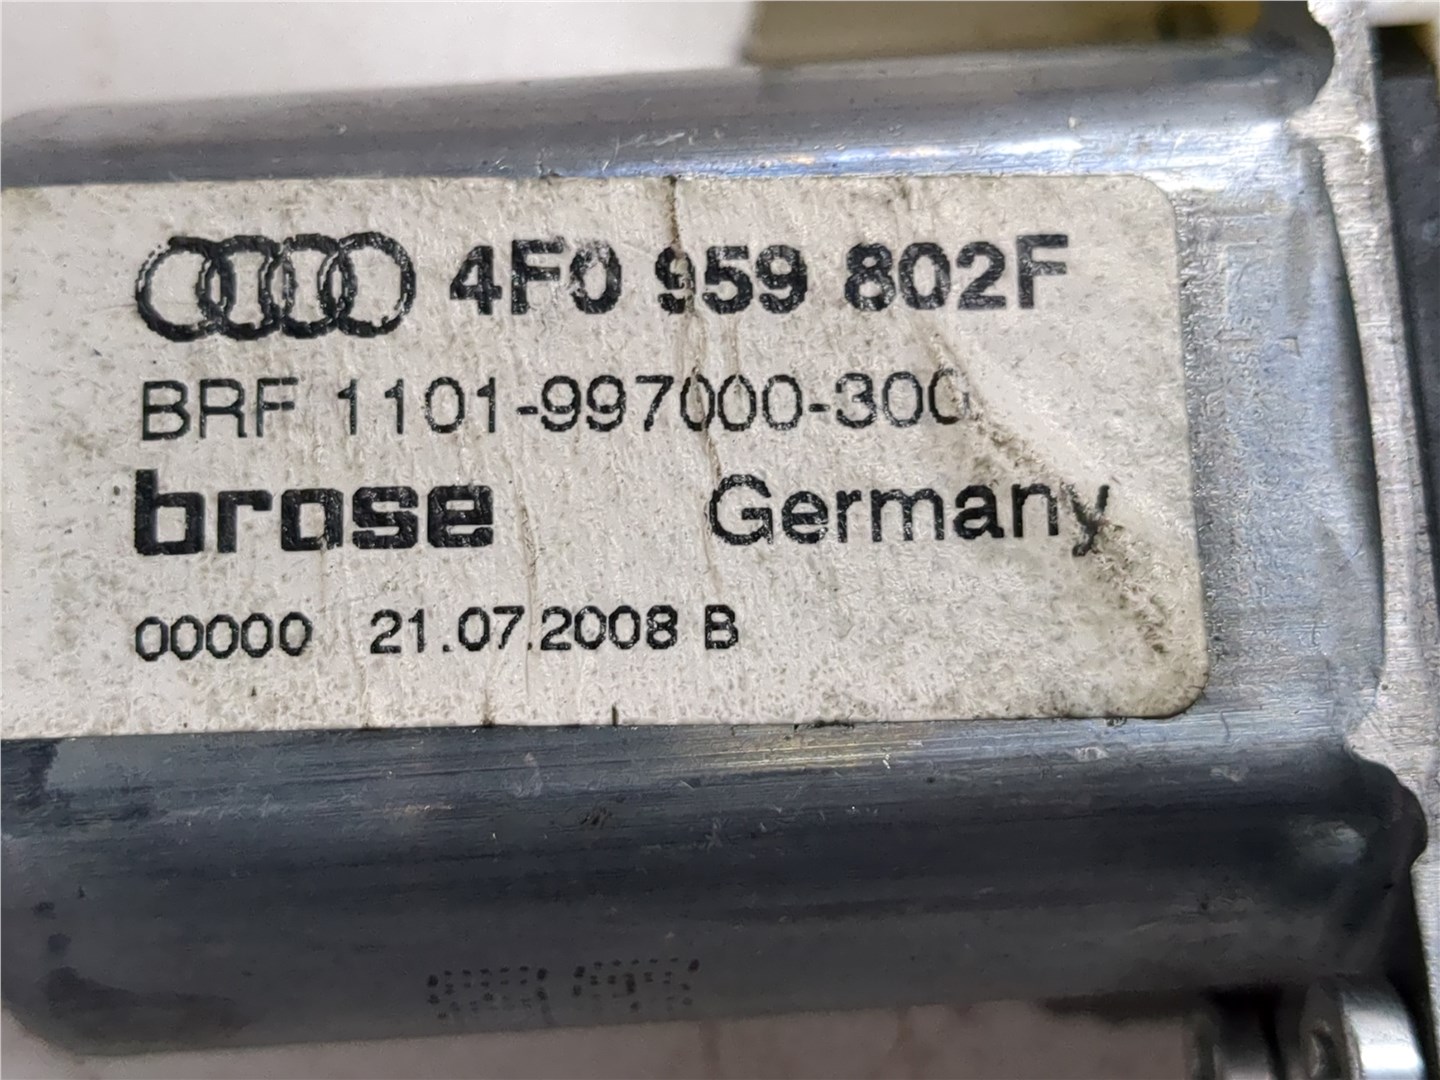 4F0 959 802F
BRF 1101-997000-300
brose Germany
00000 21.07.2008 B